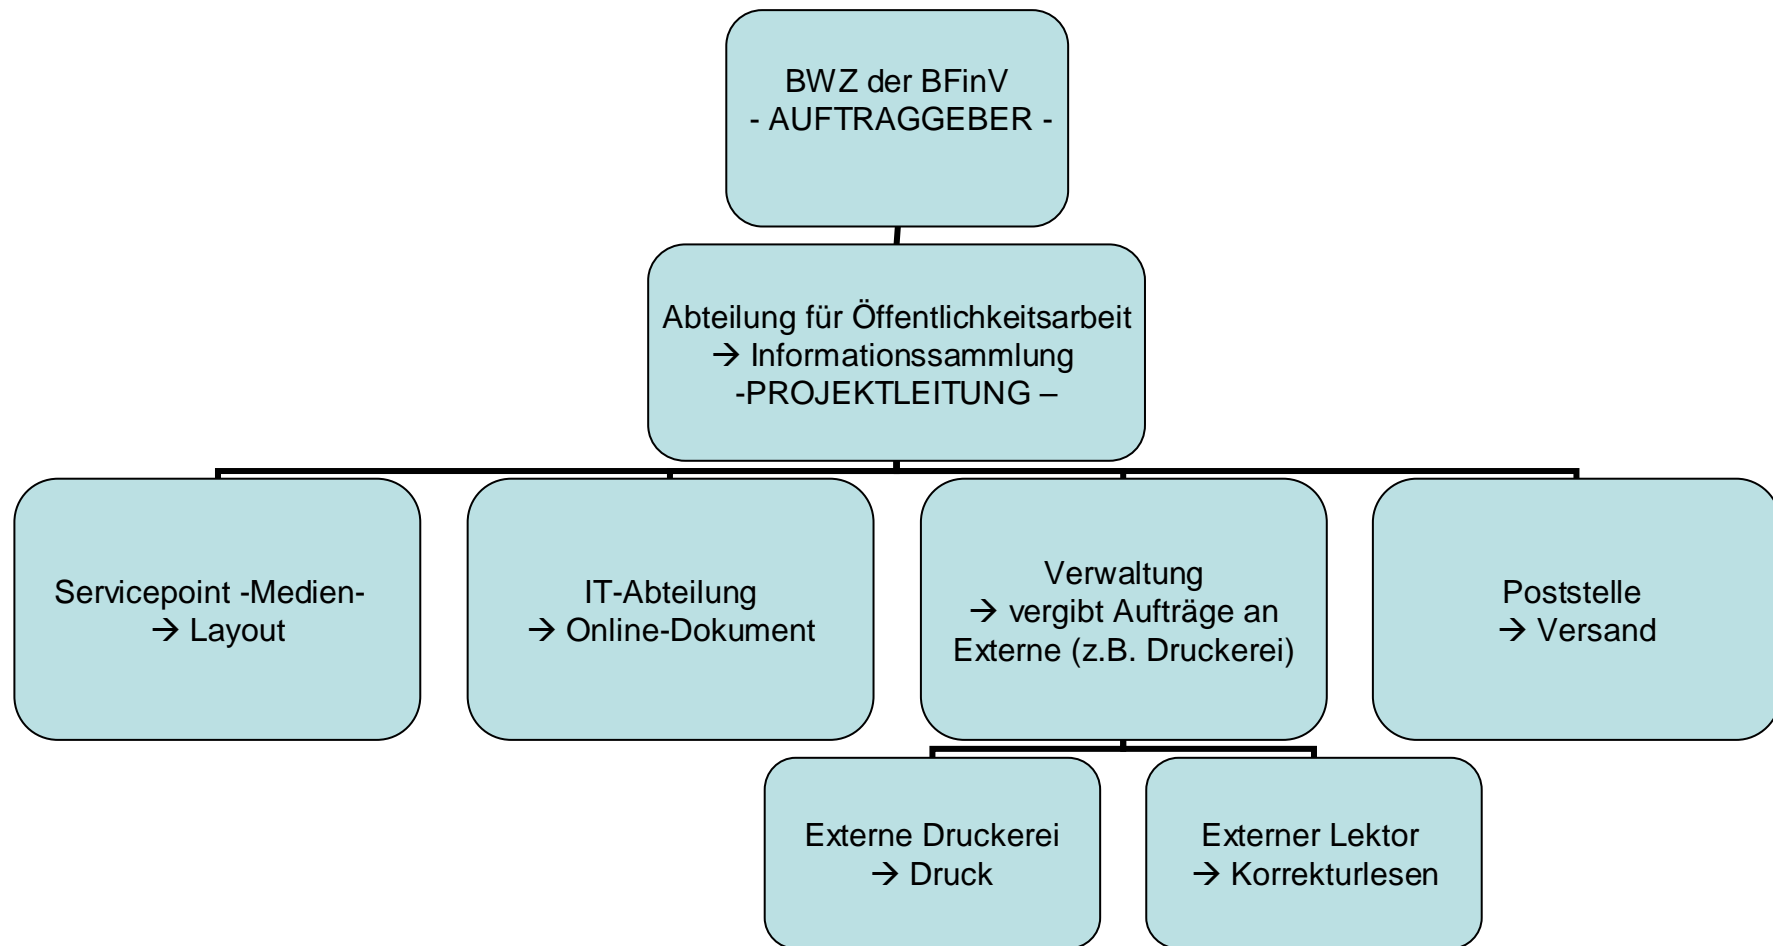 BWZ der BFinV
- AUFTRAGGEBER -
Abteilung für Öffentlichkeitsarbeit
→ Informationssammlung
-PROJEKTLEITUNG –
Servicepoint -Medien-
→ Layout
IT-Abteilung
→ Online-Dokument
Verwaltung
→ vergibt Aufträge an
Externe (z.B. Druckerei)
Poststelle
→ Versand
Externe Druckerei
→ Druck
Externer Lektor
→ Korrekturlesen